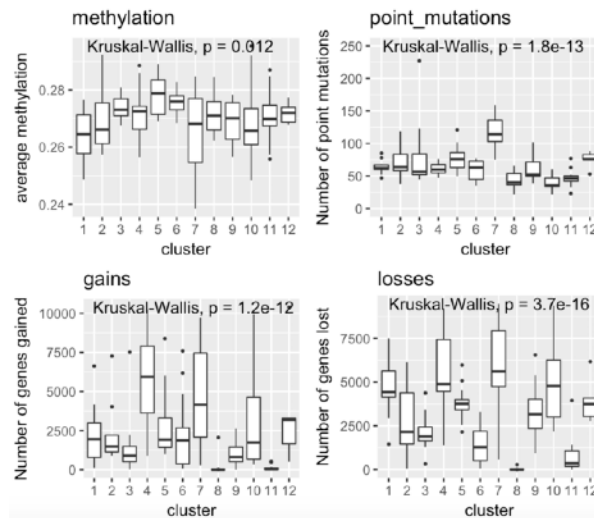 methylation
Kruskal-Wallis, p = 0.012
average methylation
0.28
0.26
0.24
1 2 3 4 5 6 7 8 9 10 11 12
cluster
point_mutations
Kruskal-Wallis, p = 1.8e-13
Number of point mutations
250
200
150
100
50
0
1 2 3 4 5 6 7 8 9 10 11 12
cluster
gains
Kruskal-Wallis, p = 1.2e-12
Number of genes gained
10000
7500
5000
2500
0
1 2 3 4 5 6 7 8 9 10 11 12
cluster
losses
Kruskal-Wallis, p = 3.7e-16
Number of genes lost
7500
5000
2500
0
1 2 3 4 5 6 7 8 9 10 11 12
cluster